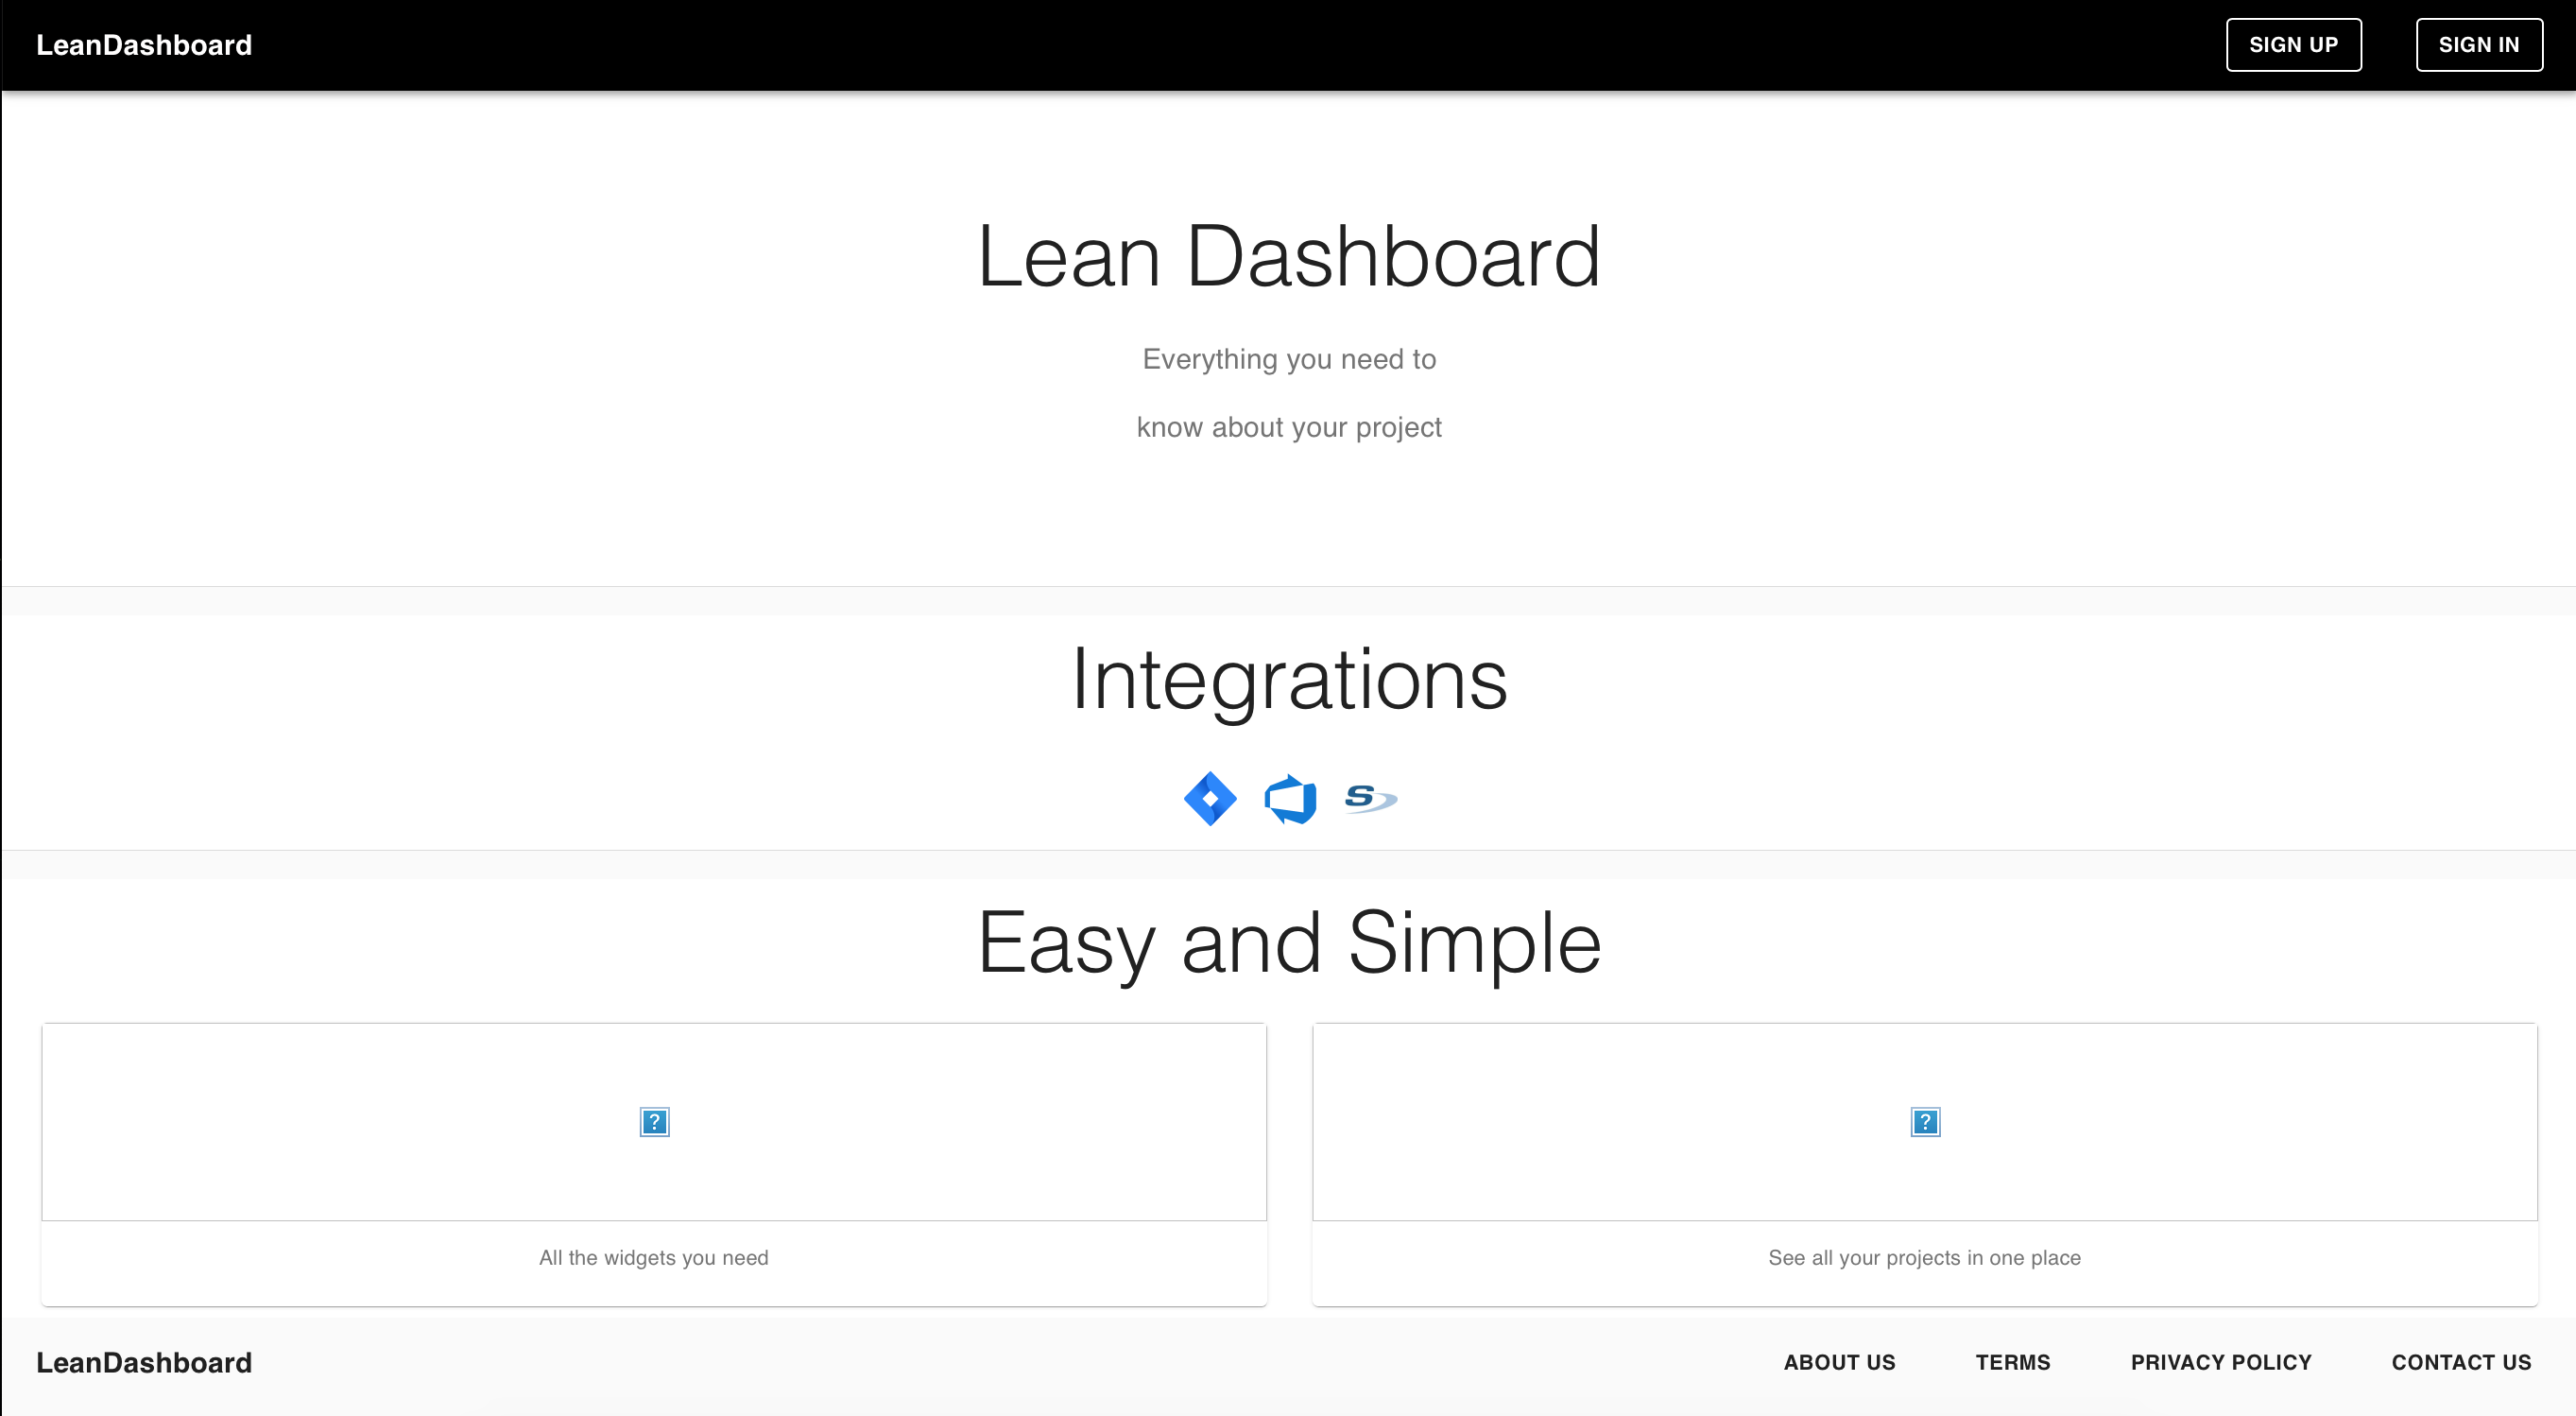 LeanDashboard
SIGN UP
SIGN IN
Lean Dashboard
Everything you need to
know about your project
Integrations
S
Easy and Simple
?
?
All the widgets you need
See all your projects in one place
LeanDashboard
ABOUT US
TERMS
PRIVACY POLICY
CONTACT US